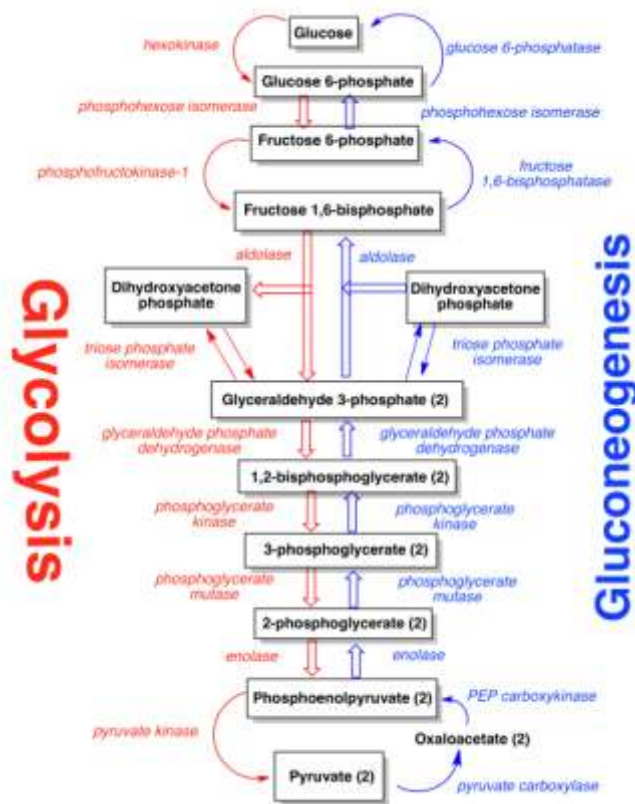 Glucose
hexokinase
glucose 6-phosphatase
Glucose 6-phosphate
phosphohexose isomerase
phosphohexose isomerase
Fructose 6-phosphate
phosphofructokinase-1
fructose
1,6-bisphosphatase
Fructose 1,6-bisphosphate
aldolase
aldolase
Dihydroxyacetone
phosphate
Dihydroxyacetone
phosphate
triose phosphate
isomerase
triose phosphate
isomerase
Glyceraldehyde 3-phosphate (2)
glyceraldehyde phosphate
dehydrogenase
glyceraldehyde phosphate
dehydrogenase
1,2-bisphosphoglycerate (2)
phosphoglycerate
kinase
phosphoglycerate
kinase
3-phosphoglycerate (2)
phosphoglycerate
mutase
phosphoglycerate
mutase
2-phosphoglycerate (2)
enolase
enolase
Phosphoenolpyruvate (2)
PEP carboxykinase
pyruvate kinase
Oxaloacetate (2)
Pyruvate (2)
pyruvate carboxylase
Glycolysis
Gluconeogenesis